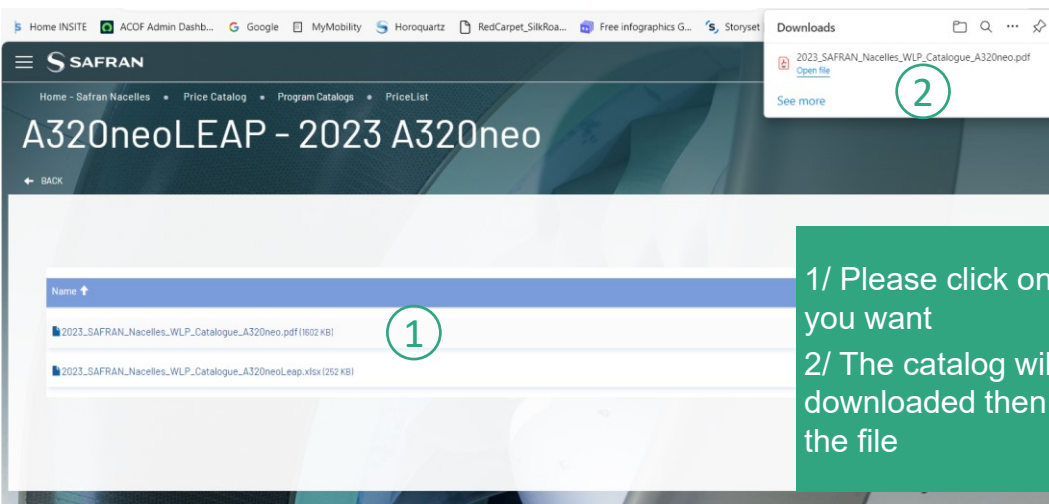 Home INSITE ACOF Admin Dashb... Google MyMobility Horoquartz RedCarpet_SilkRoa... Free infographics G... Storyset
Downloads
2023_SAFRAN_Nacelles_WLP_Catalogue_A320neo.pdf
Open file
See more
2
SAFRAN
Home - Safran Nacelles • Price Catalog • Program Catalogs • PriceList
A320neoLEAP - 2023 A320neo
← BACK
Name ↑
2023_SAFRAN_Nacelles_WLP_Catalogue_A320neo.pdf (1602 KB)
1
2023_SAFRAN_Nacelles_WLP_Catalogue_A320neoLeap.xlsx (252 KB)
1/ Please click on
you want
2/ The catalog wil
downloaded then
the file